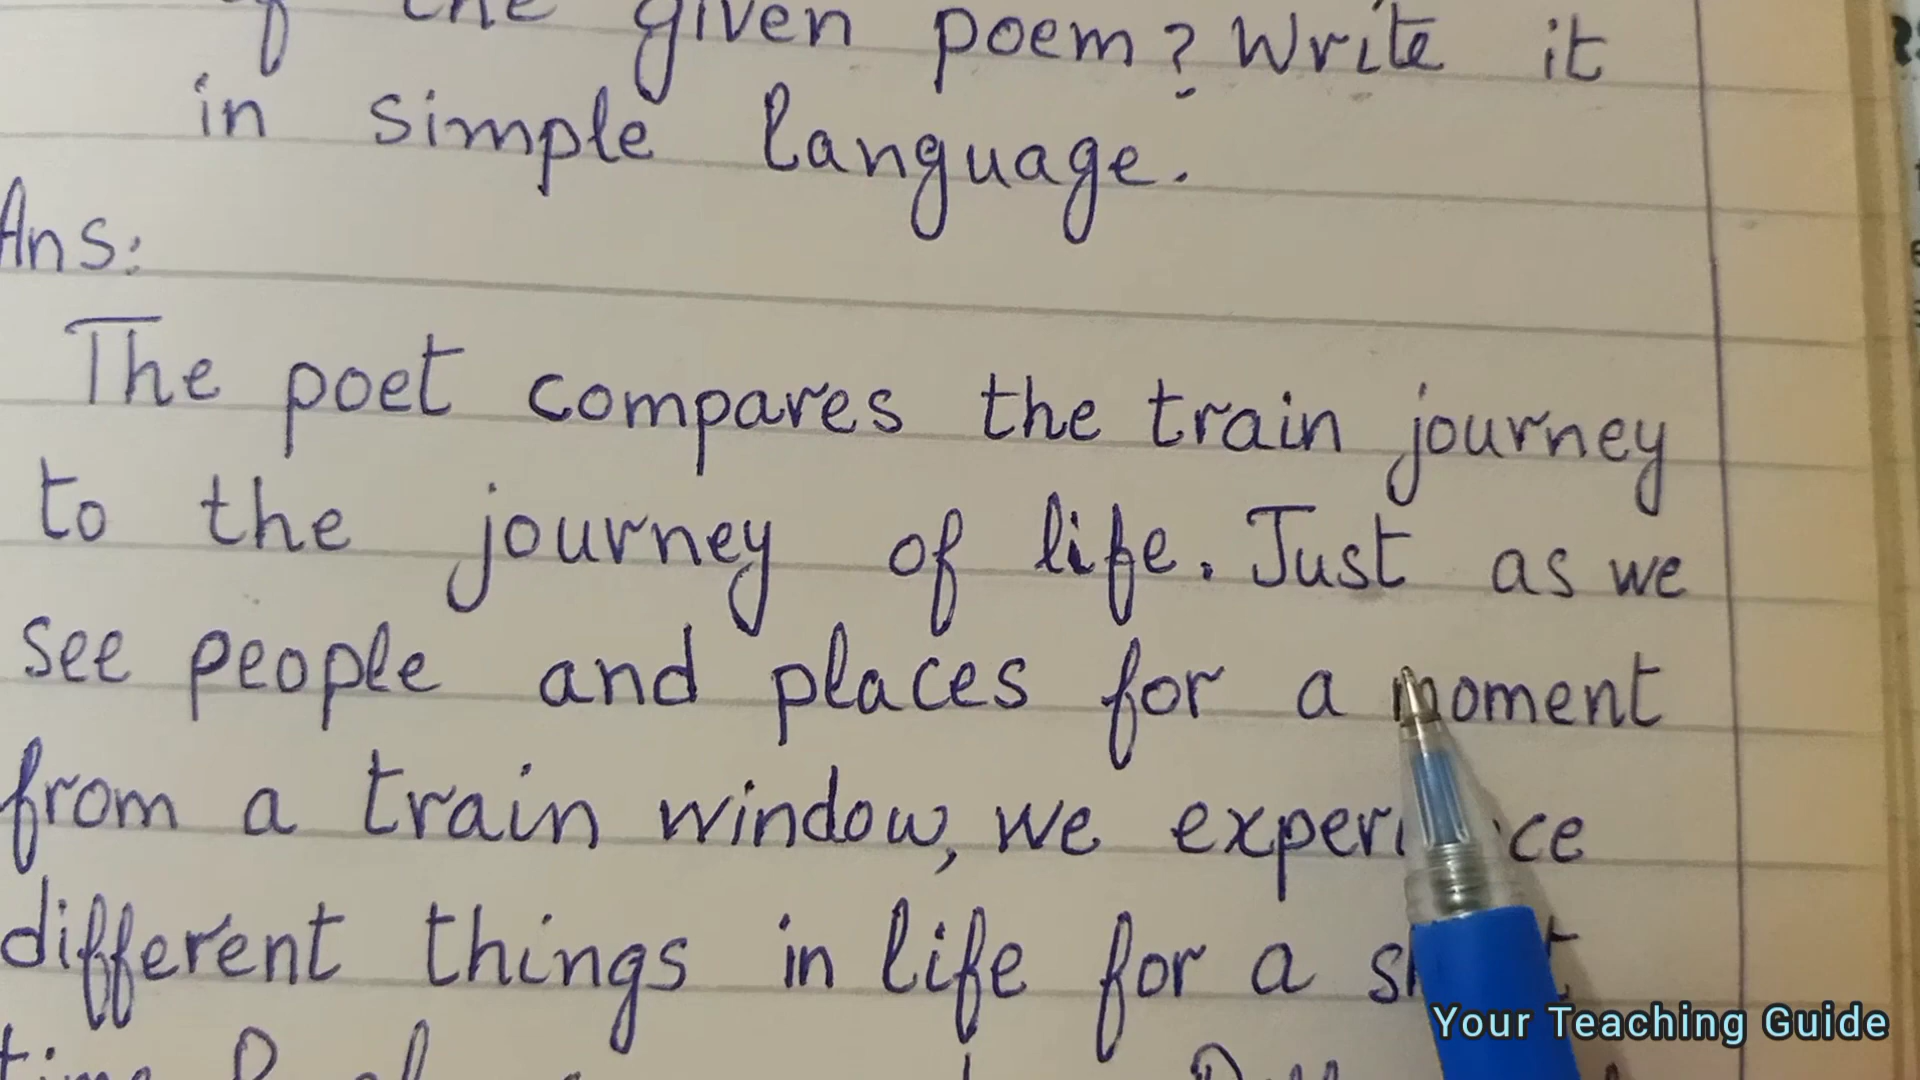 of the given poem? Write it
in simple language.
Ans:
The poet compares the train journey
to the journey of life. Just as we
see people and places for a moment
from a train window, we
different things in life for a
Your Teaching Guide